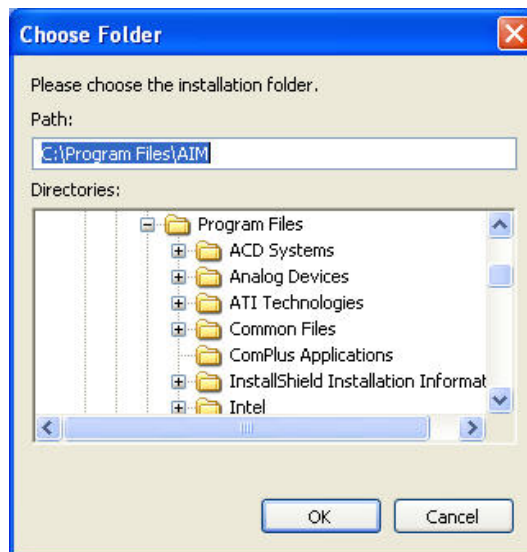 Choose Folder
Please choose the installation folder.
Path:
C:\Program Files\AIM
Directories:
Program Files
ACD Systems
Analog Devices
ATI Technologies
Common Files
ComPlus Applications
InstallShield Installation Informat
Intel
OK Cancel